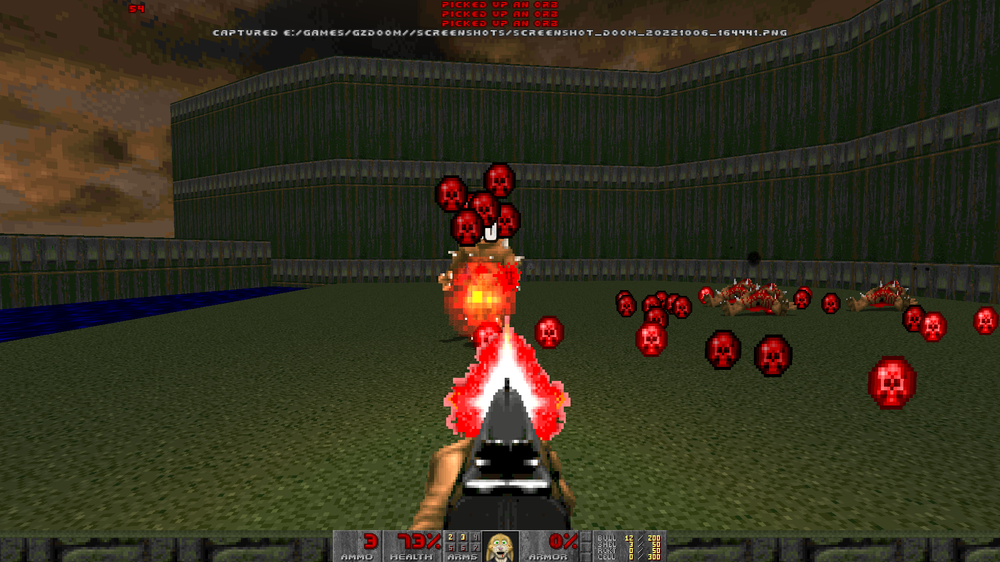 54
PICKED UP AN ORB
PICKED UP AN ORB
PICKED UP AN ORB
CAPTURED E:/GAMES/GZDOOM//SCREENSHOTS/SCREENSHOT_DOOM_20221006_164441.PNG
3 73% 2 3 4 0% BULL 12 / 200
5 6 7 SHEL 3 / 50
RCKT 0 / 50
AMMO HEALTH ARMS ARMOR CELL 0 / 300